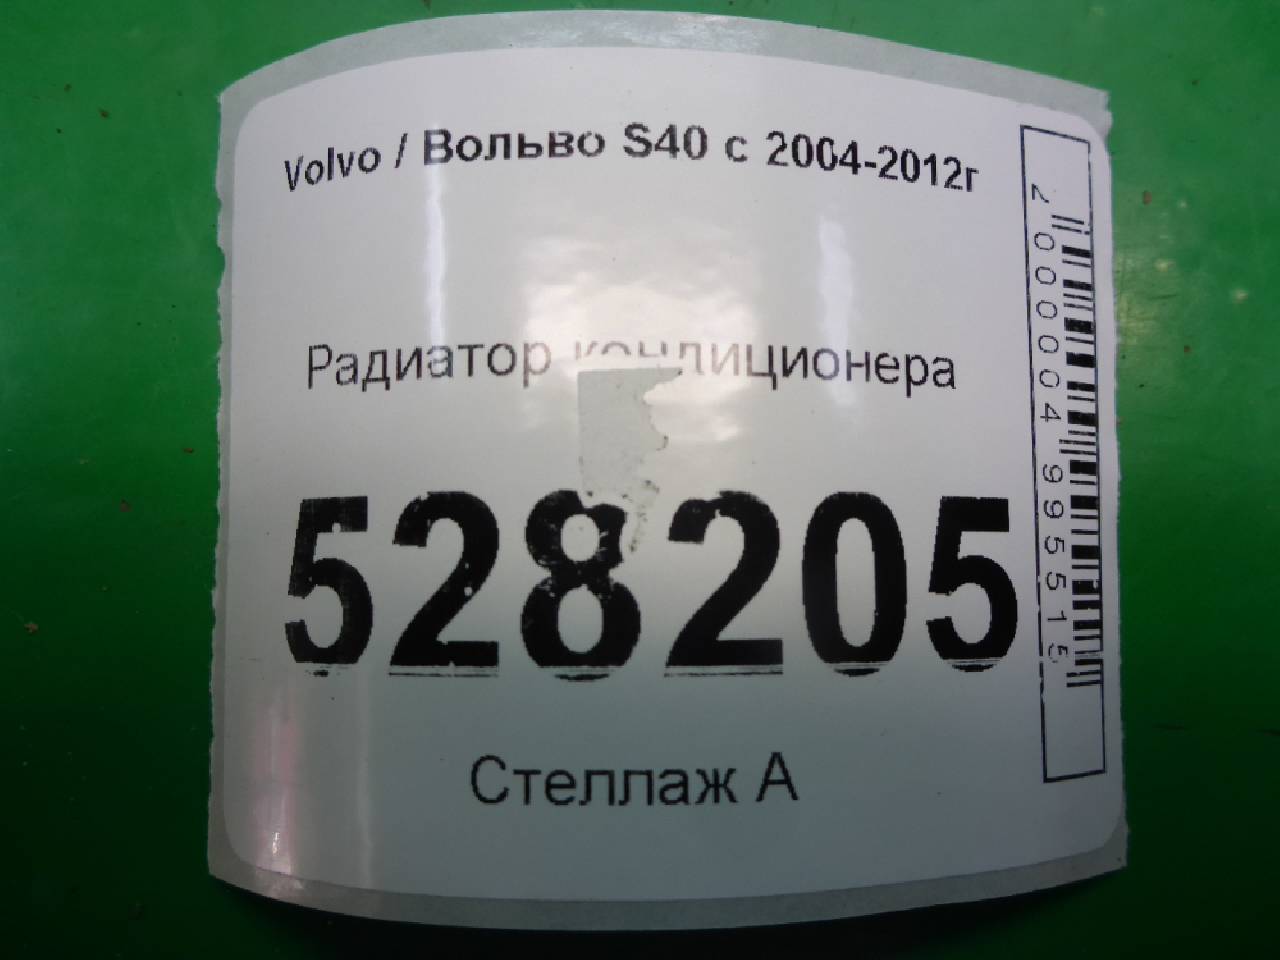 Volvo / Вольво S40 с 2004-2012г
Радиатор кондиционера
528205
Стеллаж А
2000004995515